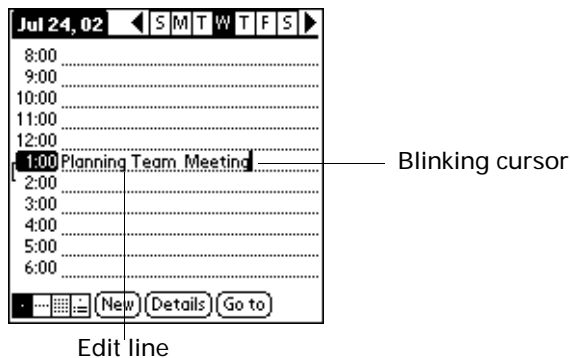 Jul 24, 02 S M T W T F S
8:00
9:00
10:00
11:00
12:00
1:00 Planning Team Meeting Blinking cursor
2:00
3:00
4:00
5:00
6:00
New Details Go to
Edit line